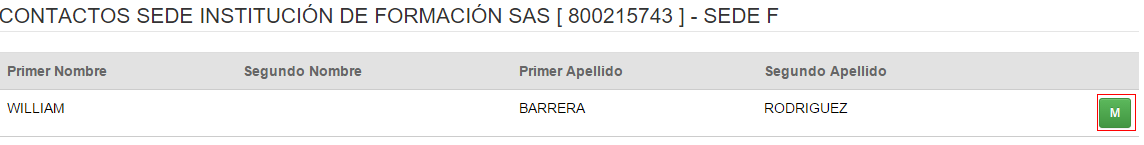 CONTACTOS SEDE INSTITUCIÓN DE FORMACIÓN SAS [ 800215743 ] - SEDE F
Primer Nombre Segundo Nombre Primer Apellido Segundo Apellido
WILLIAM BARRERA RODRIGUEZ M